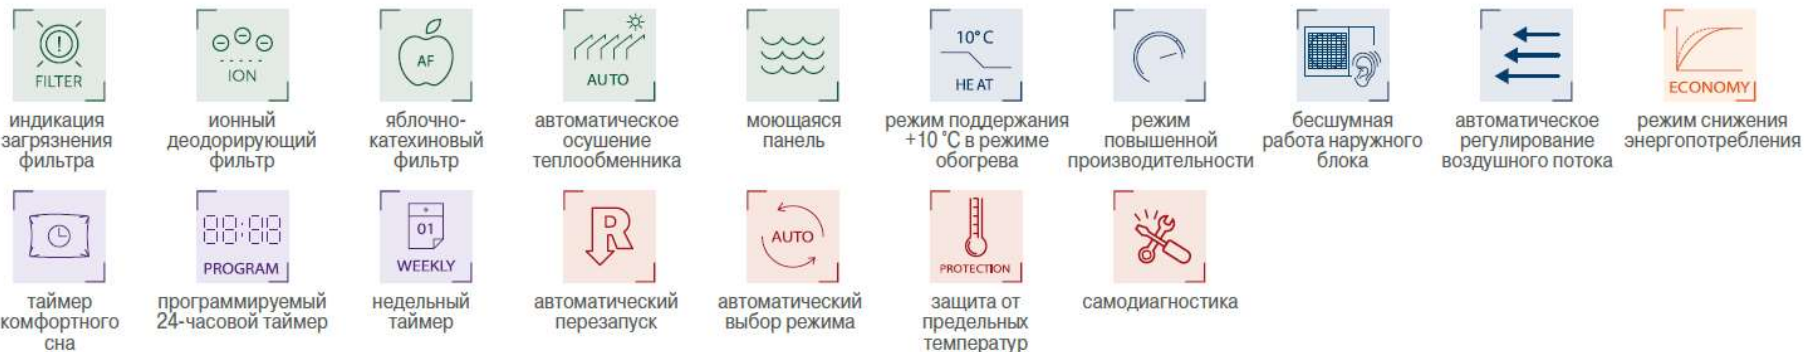 FILTER
индикация
загрязнения
фильтра
ION
ионный
деодорирующий
фильтр
AF
яблочно-
катехиновый
фильтр
AUTO
автоматическое
осушение
теплообменника
моющаяся
панель
10°C
HEAT
режим поддержания
+10 °C в режиме
обогрева
режим
повышенной
производительности
бесшумная
работа наружного
блока
автоматическое
регулирование
воздушного потока
ECONOMY
режим снижения
энергопотребления
таймер
комфортного
сна
88:88
PROGRAM
программируемый
24-часовой таймер
01
WEEKLY
недельный
таймер
R
автоматический
перезапуск
AUTO
автоматический
выбор режима
PROTECTION
защита от
предельных
температур
самодиагностика